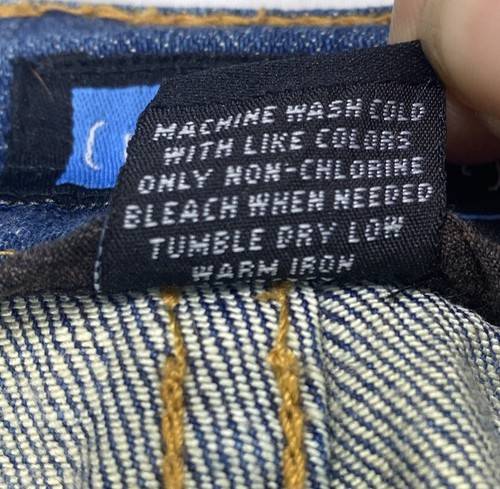 MACHINE WASH COLD
WITH LIKE COLORS
ONLY NON-CHLORINE
BLEACH WHEN NEEDED
TUMBLE DRY LOW
WARM IRON